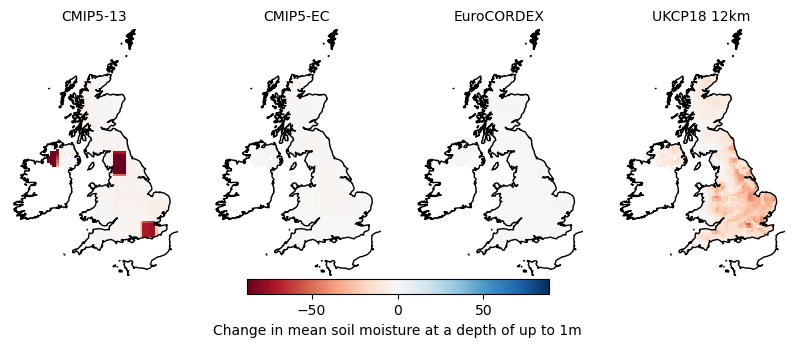 CMIP5-13 CMIP5-EC EuroCORDEX UKCP18 12km
−50 0 50
Change in mean soil moisture at a depth of up to 1m